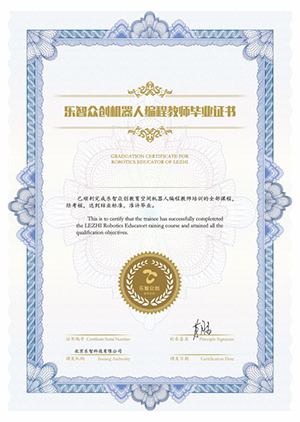 乐智众创机器人编程教师毕业证书
GRADUATION CERTIFICATE FOR
ROBOTICS EDUCATOR OF LEZHI
已顺利完成乐智众创教育空间机器人编程教师培训的全部课程,
经考核,达到结业标准,准许毕业。
This is to certify that the trainee has successfully completeted
the LEZHI Robotics Educator raining course and attained all the
qualification objectives.
乐智众创
证书编号 Certificate Serial Number
校长签名 Principle Signature
北京乐智科技有限公司
颁发机构 Issuing Authority
颁发日期 Certification Date